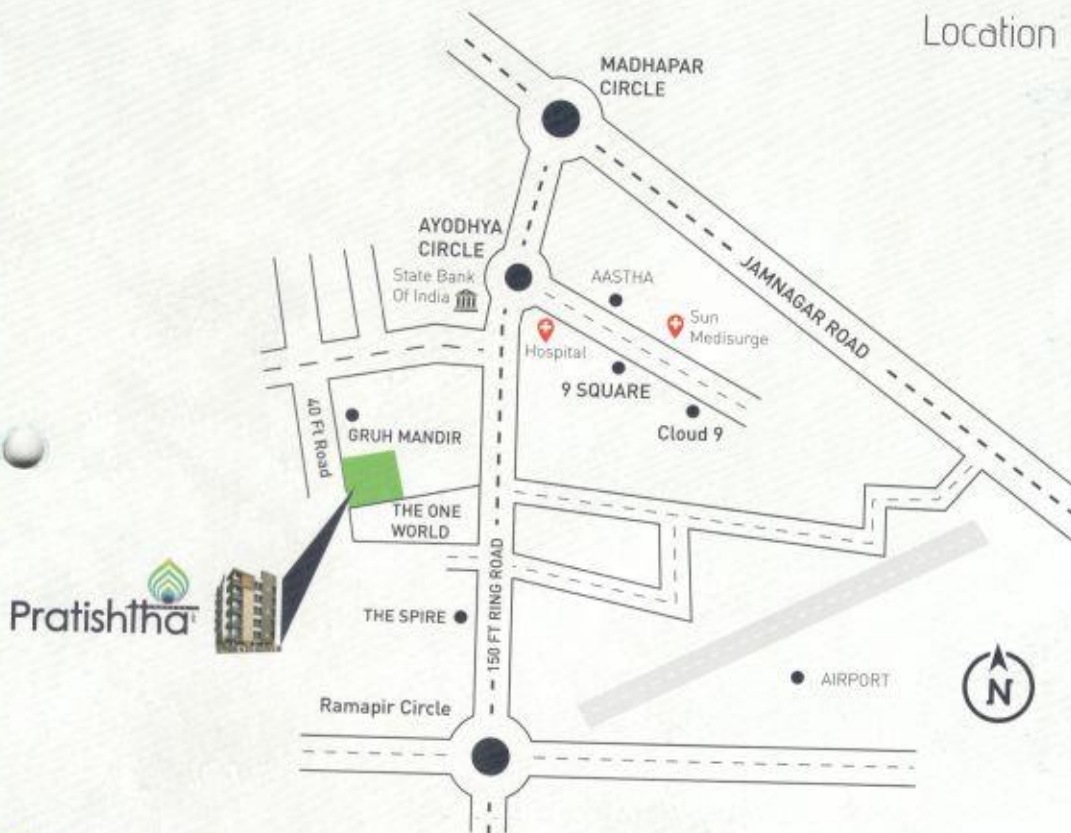 Location
MADHAPAR
CIRCLE
AYODHYA
CIRCLE
State Bank
Of India
AASTHA
Sun
Medisurge
JAMNAGAR ROAD
Hospital
9 SQUARE
Cloud 9
40 Ft Road
GRUH MANDIR
THE ONE
WORLD
150 FT RING ROAD
Pratishtha
THE SPIRE
AIRPORT
N
Ramapir Circle